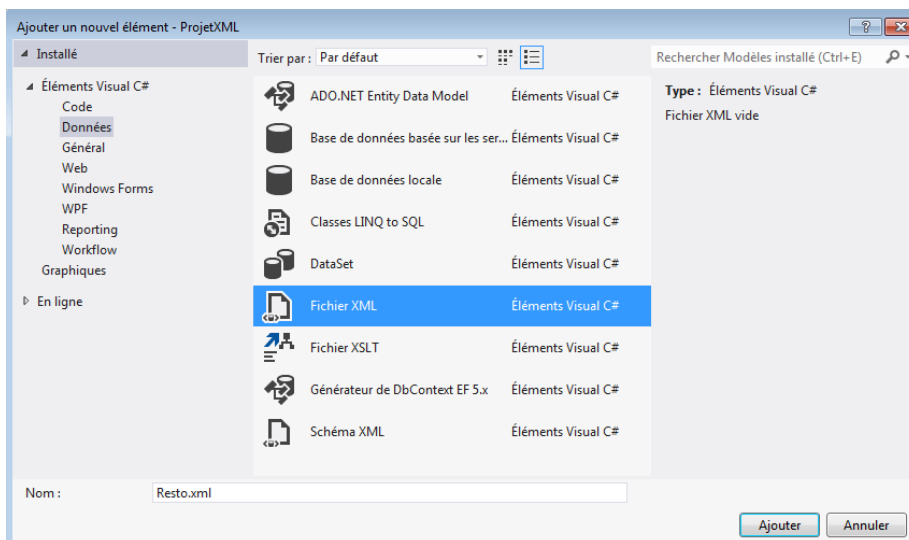 Ajouter un nouvel élément - ProjetXML
Installé
Trier par : Par défaut
Rechercher Modèles installé (Ctrl+E)
Éléments Visual C#
Code
Données
Général
Web
Windows Forms
WPF
Reporting
Workflow
Graphiques
En ligne
ADO.NET Entity Data Model Éléments Visual C#
Base de données basée sur les ser... Éléments Visual C#
Base de données locale Éléments Visual C#
Classes LINQ to SQL Éléments Visual C#
DataSet Éléments Visual C#
Fichier XML Éléments Visual C#
Fichier XSLT Éléments Visual C#
Générateur de DbContext EF 5.x Éléments Visual C#
Schéma XML Éléments Visual C#
Type : Éléments Visual C#
Fichier XML vide
Nom : Resto.xml
Ajouter Annuler